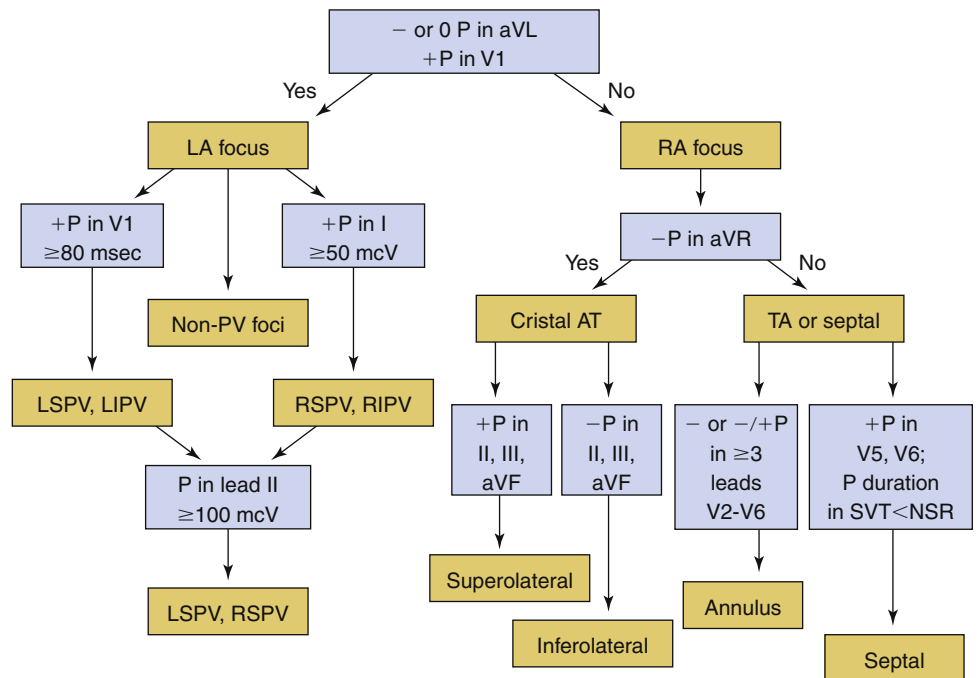 − or 0 P in aVL
+P in V1
Yes
No
LA focus
RA focus
+P in V1
≥80 msec
+P in I
≥50 mcV
−P in aVR
Yes
No
Non-PV foci
Cristal AT
TA or septal
LSPV, LIPV
RSPV, RIPV
+P in
II, III,
aVF
−P in
II, III,
aVF
− or −/+P
in ≥3
leads
V2-V6
+P in
V5, V6;
P duration
in SVT<NSR
P in lead II
≥100 mcV
Superolateral
Annulus
LSPV, RSPV
Inferolateral
Septal